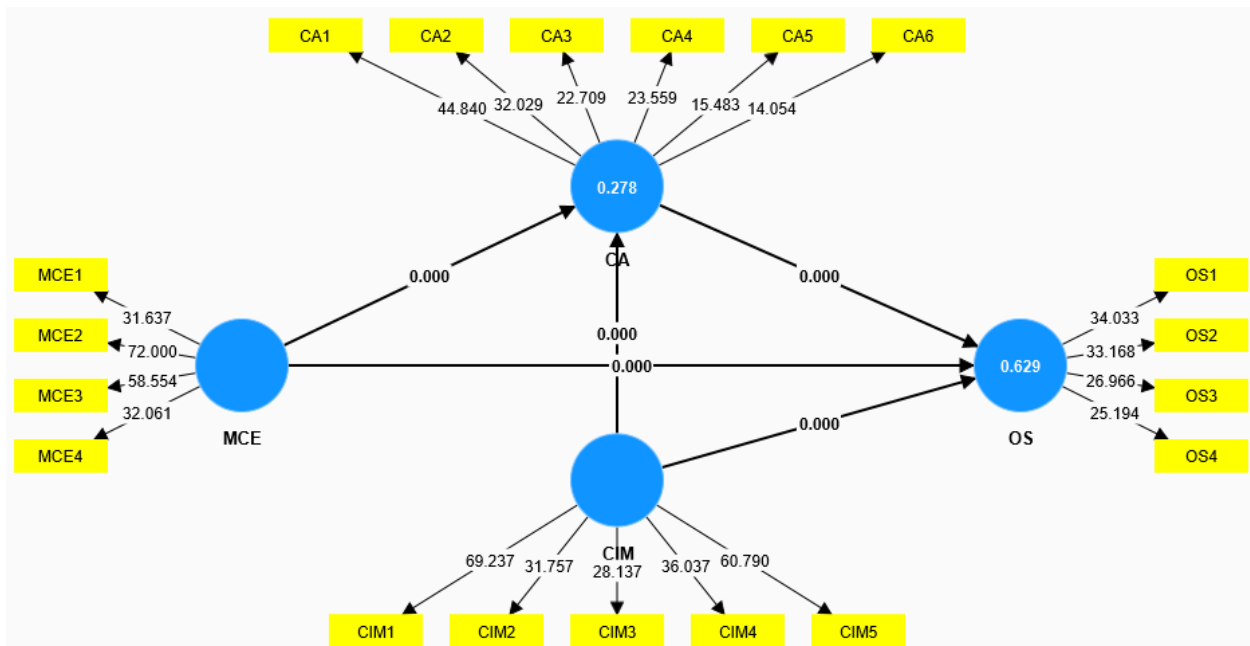 CA1 CA2 CA3 CA4 CA5 CA6
44.840 32.029 22.709 23.559 15.483 14.054
0.278
CA
MCE1
MCE2
MCE3
MCE4
31.637
72.000
58.554
32.061
MCE
0.000
0.000
0.000
0.000
0.000
0.629
OS
34.033
33.168
26.966
25.194
OS1
OS2
OS3
OS4
CIM
69.237 31.757 28.137 36.037 60.790
CIM1 CIM2 CIM3 CIM4 CIM5